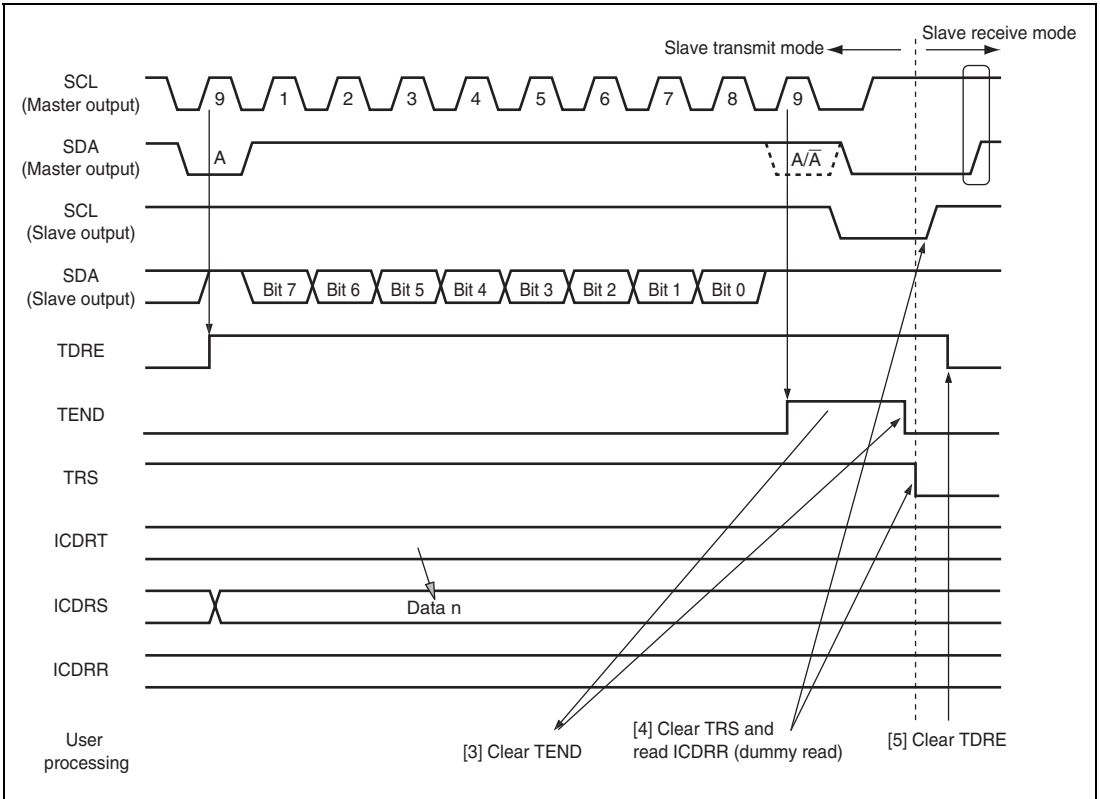 Slave transmit mode
Slave receive mode
SCL
(Master output)
9 1 2 3 4 5 6 7 8 9
SDA
(Master output)
A A/A̅
SCL
(Slave output)
SDA
(Slave output)
Bit 7 Bit 6 Bit 5 Bit 4 Bit 3 Bit 2 Bit 1 Bit 0
TDRE
TEND
TRS
ICDRT
ICDRS
Data n
ICDRR
User
processing
[3] Clear TEND
[4] Clear TRS and
read ICDRR (dummy read)
[5] Clear TDRE